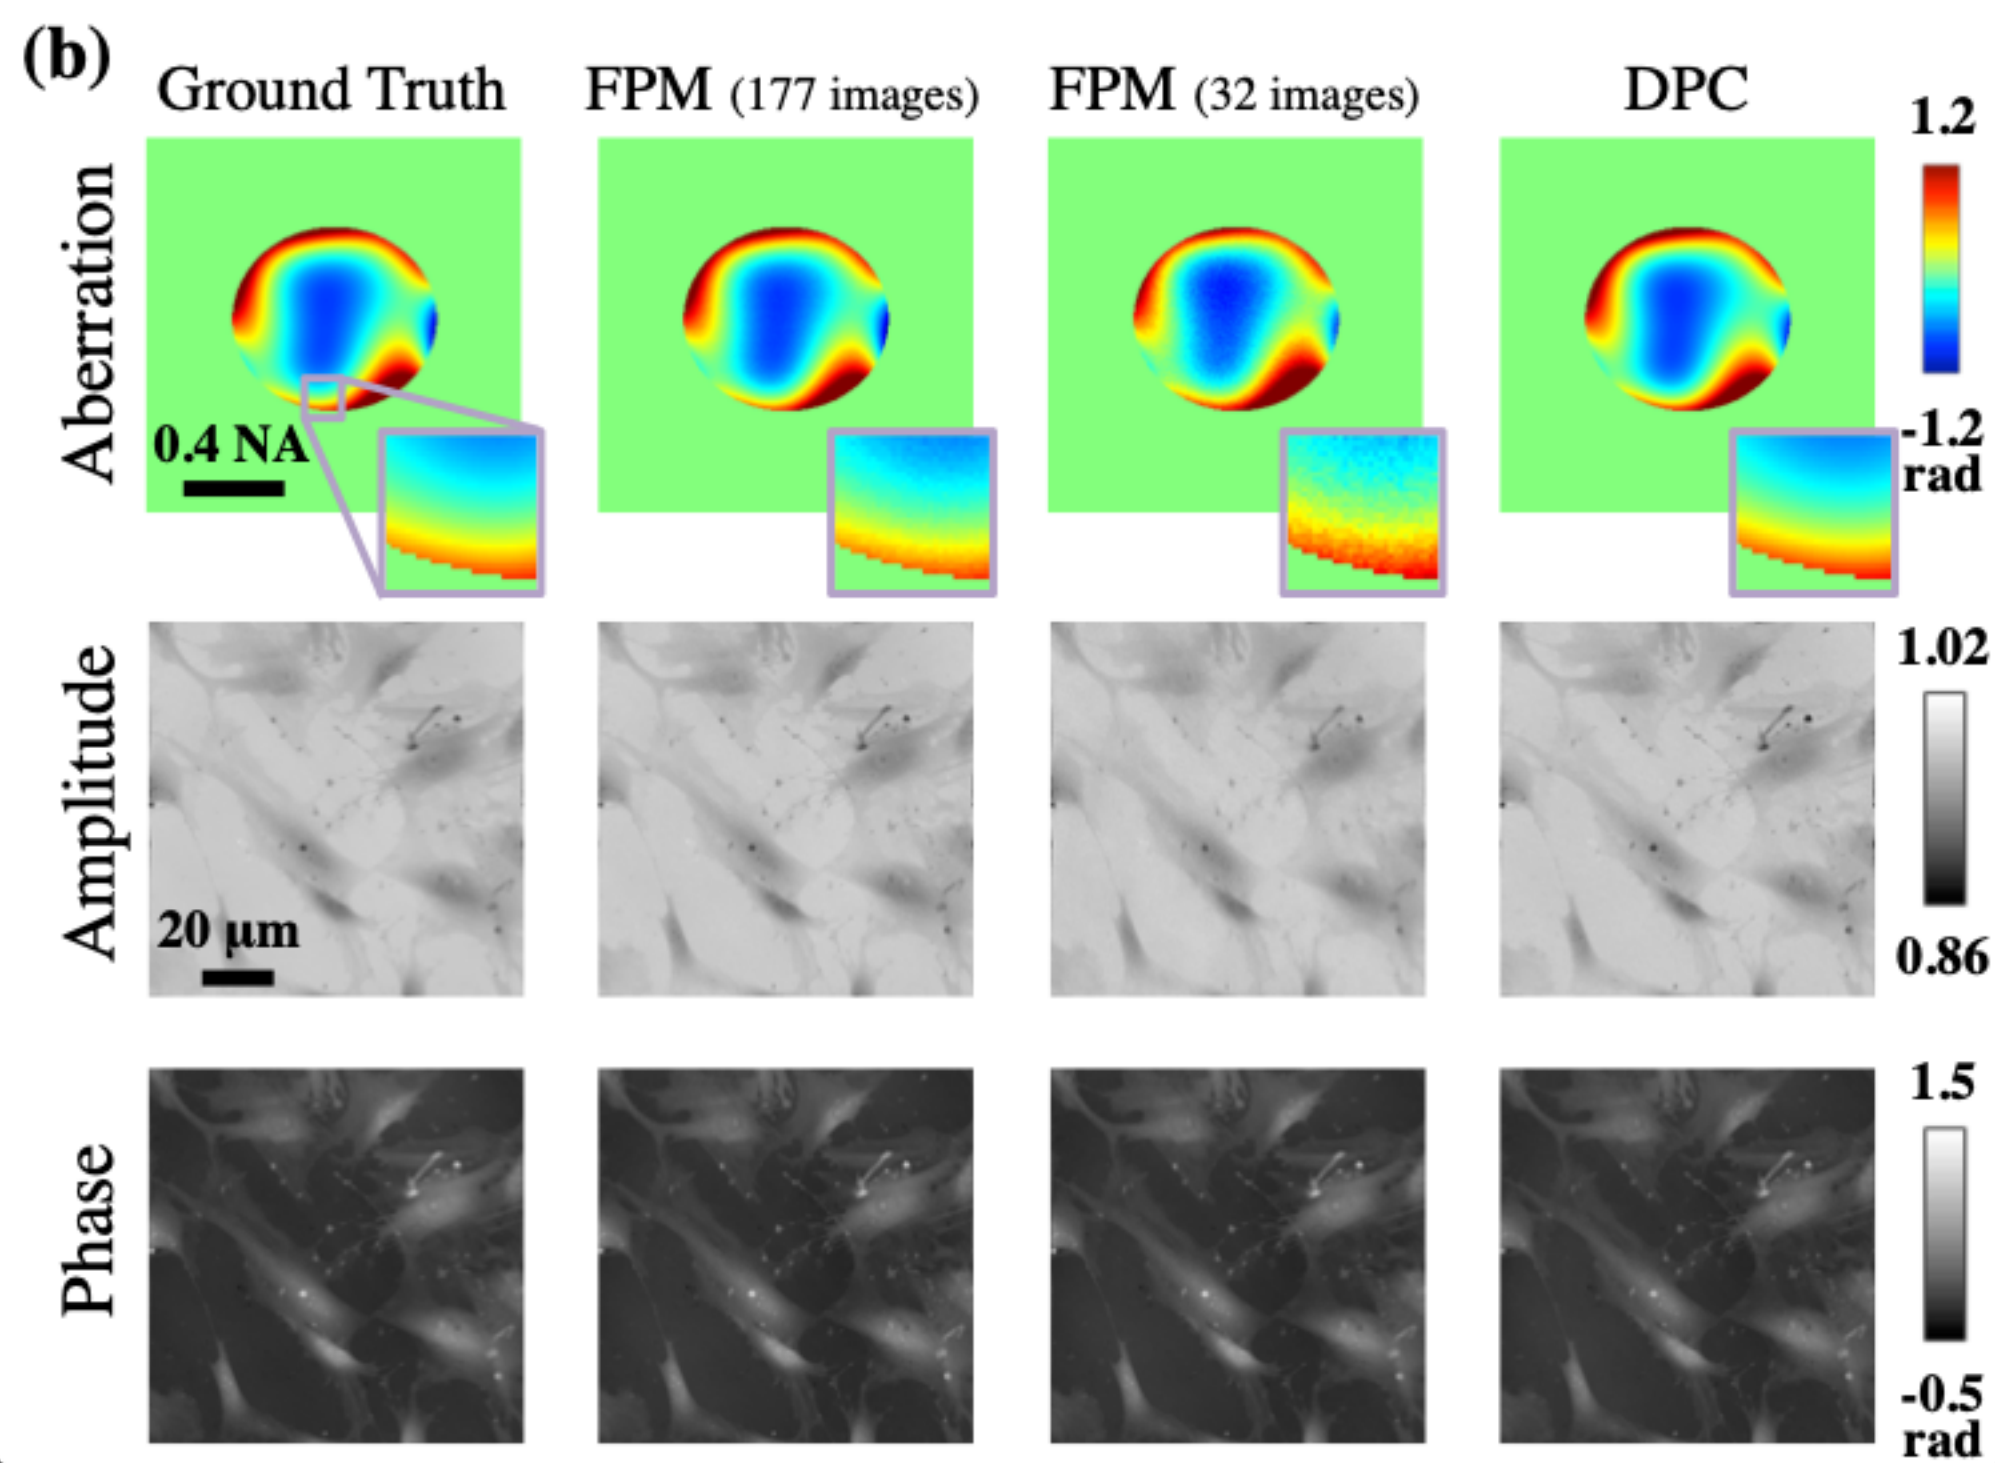 (b)
Ground Truth
FPM (177 images)
FPM (32 images)
DPC
Aberration
0.4 NA
1.2
-1.2
rad
Amplitude
20 µm
1.02
0.86
Phase
1.5
-0.5
rad